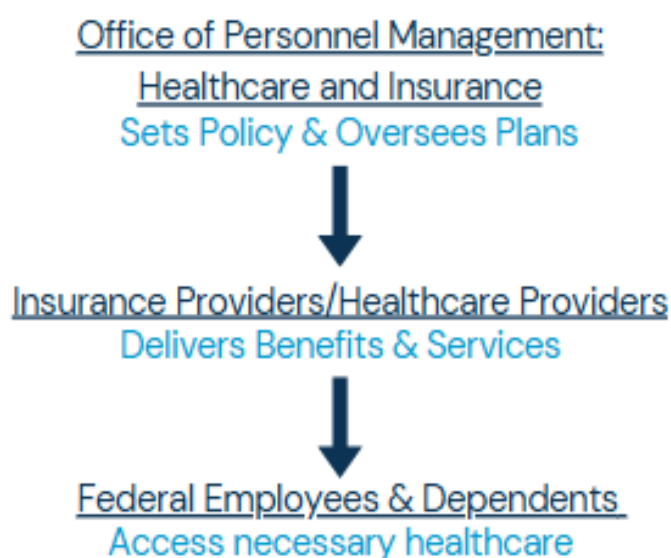 Office of Personnel Management:
Healthcare and Insurance
Sets Policy & Oversees Plans
Insurance Providers/Healthcare Providers
Delivers Benefits & Services
Federal Employees & Dependents
Access necessary healthcare